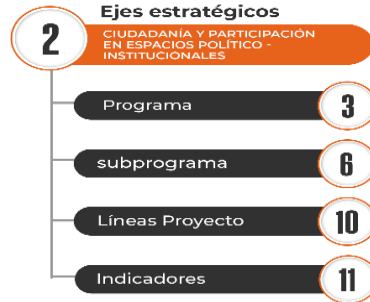 Ejes estratégicos
2
CIUDADANÍA Y PARTICIPACIÓN
EN ESPACIOS POLÍTICO -
INSTITUCIONALES
Programa 3
subprograma 6
Líneas Proyecto 10
Indicadores 11